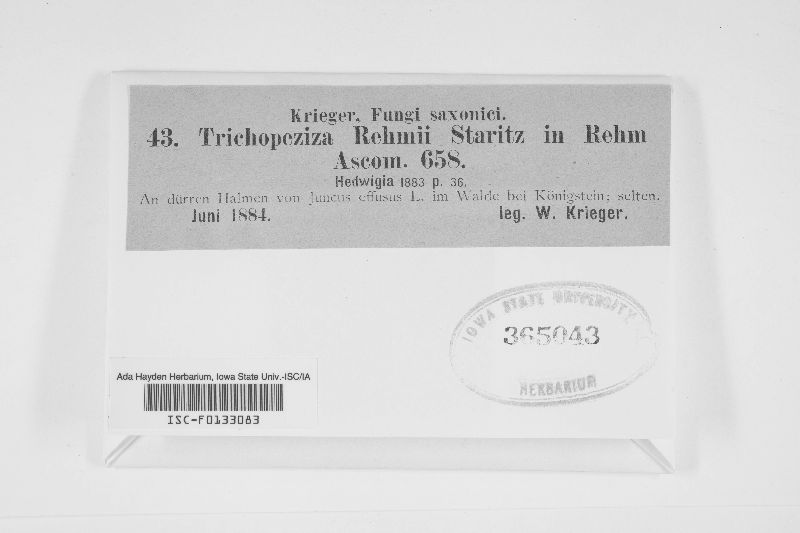 Krieger, Fungi saxonici.
43. Trichopeziza Rehmii Staritz in Rehm
Ascom. 658.
Hedwigia 1883 p. 36.
An dürren Halmen von Juncus effusus L. im Walde bei Königstein; selten.
Juni 1884. leg. W. Krieger.
IOWA STATE UNIVERSITY
365043
HERBARIUM
Ada Hayden Herbarium, Iowa State Univ.-ISC/IA
ISC-F0133083